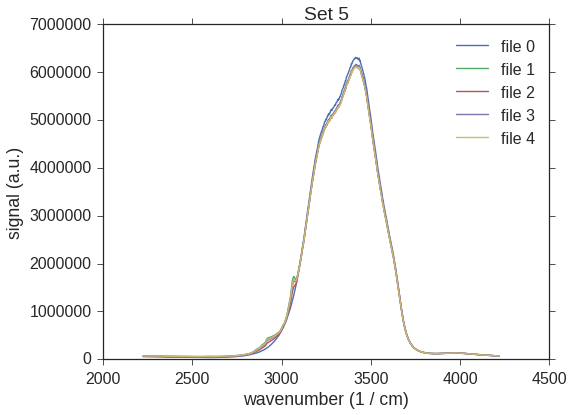 Set 5
7000000
6000000
5000000
4000000
3000000
2000000
1000000
0
signal (a.u.)
file 0
file 1
file 2
file 3
file 4
2000 2500 3000 3500 4000 4500
wavenumber (1 / cm)